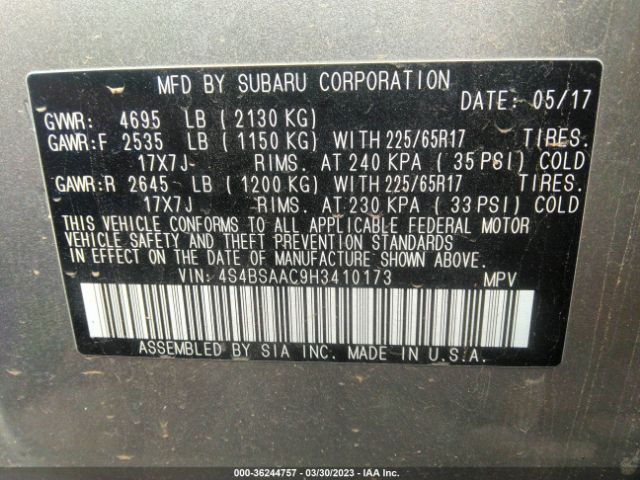 MFD BY SUBARU CORPORATION
DATE: 05/17
GVWR: 4695 LB ( 2130 KG)
GAWR:F 2535 LB ( 1150 KG) WITH 225/65R17 TIRES.
17X7J RIMS. AT 240 KPA ( 35 PSI) COLD
GAWR:R 2645 LB ( 1200 KG) WITH 225/65R17 TIRES.
17X7J RIMS. AT 230 KPA ( 33 PSI) COLD
THIS VEHICLE CONFORMS TO ALL APPLICABLE FEDERAL MOTOR
VEHICLE SAFETY AND THEFT PREVENTION STANDARDS
IN EFFECT ON THE DATE OF MANUFACTURE SHOWN ABOVE.
VIN: 4S4BSAAC9H3410173 MPV
ASSEMBLED BY SIA INC. MADE IN U.S.A.
000-36244757 - 03/30/2023 - IAA Inc.